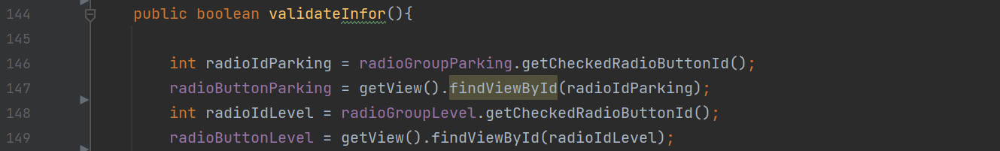 144 public boolean validateInfor(){
145
146 int radioIdParking = radioGroupParking.getCheckedRadioButtonId();
147 radioButtonParking = getView().findViewById(radioIdParking);
148 int radioIdLevel = radioGroupLevel.getCheckedRadioButtonId();
149 radioButtonLevel = getView().findViewById(radioIdLevel);